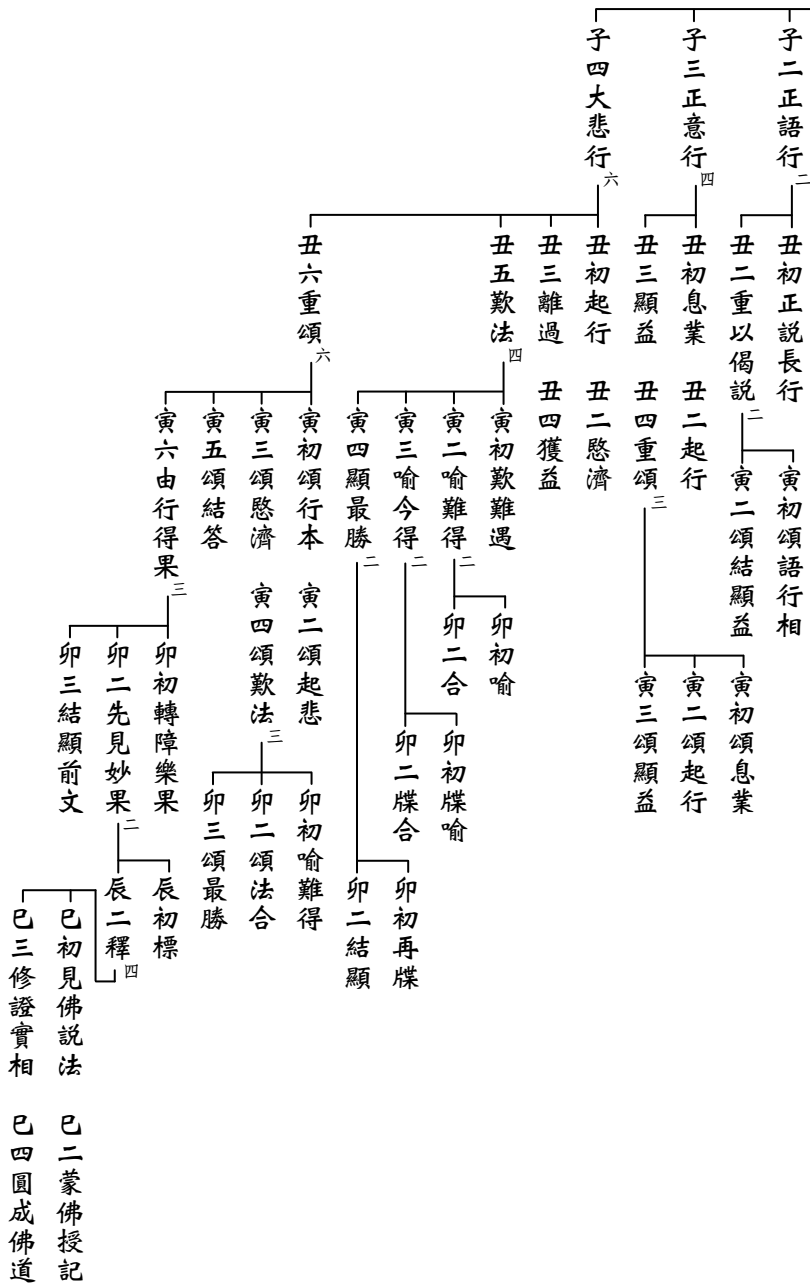 子二正語行
二
丑初正說長行
丑二重以偈說
二
寅初頌語行相
寅二頌結顯益
子三正意行
四
丑初息業
丑二起行
丑三顯益
丑四重頌
三
寅初頌息業
寅二頌起行
寅三頌顯益
子四大悲行
六
丑初起行
丑二愍濟
丑三離過
丑四獲益
丑五歎法
四
寅初歎難遇
寅二喻難得
二
卯初喻
卯二合
寅三喻今得
二
卯初牒喻
卯二牒合
寅四顯最勝
二
卯初再牒
卯二結顯
丑六重頌
六
寅初頌行本
寅二頌起悲
寅三頌愍濟
寅四頌歎法
三
卯初喻難得
卯二頌法合
卯三頌最勝
寅五頌結答
寅六由行得果
三
卯初轉障樂果
卯二先見妙果
二
辰初標
辰二釋
四
巳初見佛說法
巳二蒙佛授記
巳三修證實相
巳四圓成佛道
卯三結顯前文